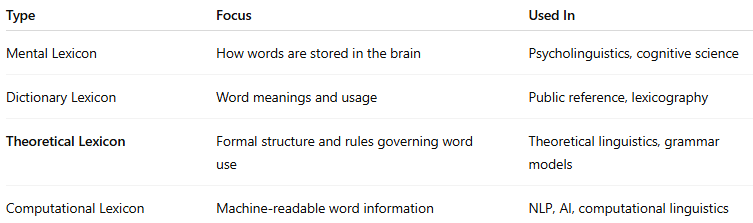 Type Focus Used In
Mental Lexicon How words are stored in the brain Psycholinguistics, cognitive science
Dictionary Lexicon Word meanings and usage Public reference, lexicography
Theoretical Lexicon Formal structure and rules governing word Theoretical linguistics, grammar
use models
Computational Lexicon Machine-readable word information NLP, AI, computational linguistics